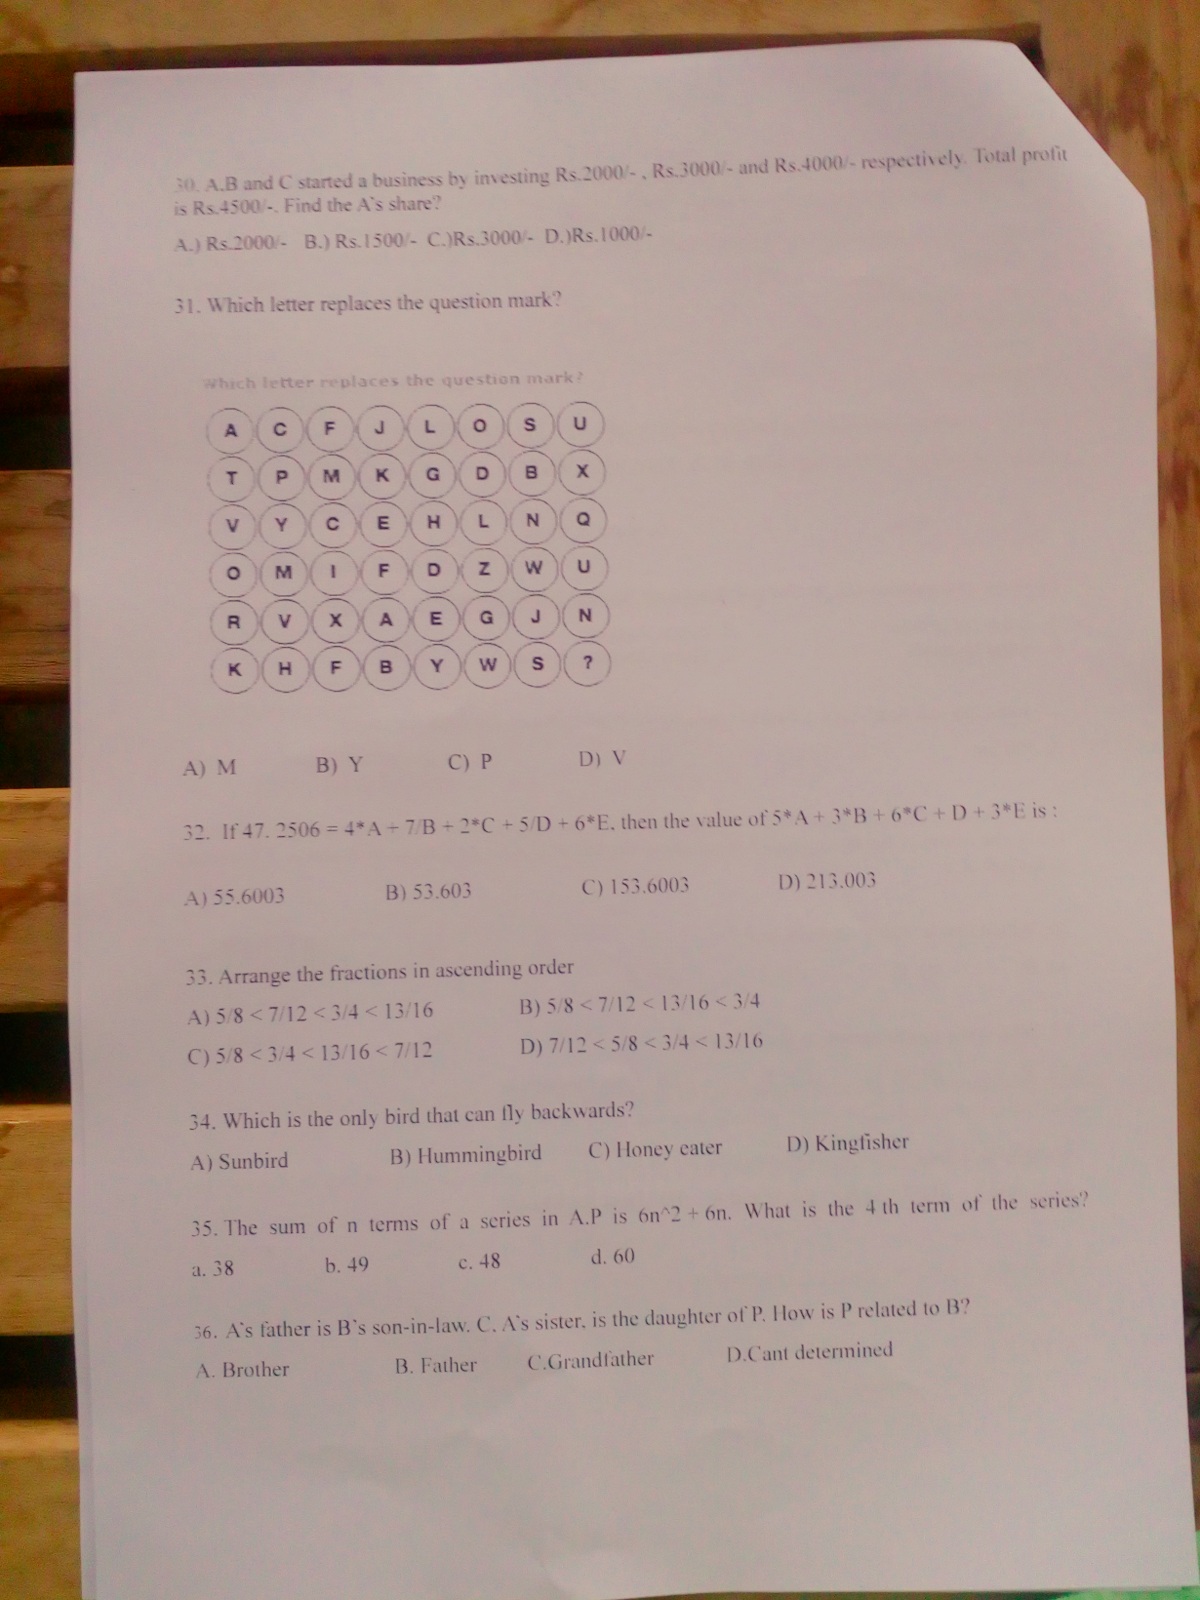 30. A.B and C started a business by investing Rs.2000/- , Rs.3000/- and Rs.4000/- respectively. Total profit
is Rs.4500/-. Find the A's share?
A.) Rs.2000/- B.) Rs.1500/- C.)Rs.3000/- D.)Rs.1000/-
31. Which letter replaces the question mark?
Which letter replaces the question mark?
A C F J L O S U
T P M K G D B X
V Y C E H L N Q
O M I F D Z W U
R V X A E G J N
K H F B Y W S ?
A) M B) Y C) P D) V
32. If 47. 2506 = 4*A + 7/B + 2*C + 5/D + 6*E, then the value of 5*A + 3*B + 6*C + D + 3*E is :
A) 55.6003 B) 53.603 C) 153.6003 D) 213.003
33. Arrange the fractions in ascending order
A) 5/8 < 7/12 < 3/4 < 13/16 B) 5/8 < 7/12 < 13/16 < 3/4
C) 5/8 < 3/4 < 13/16 < 7/12 D) 7/12 < 5/8 < 3/4 < 13/16
34. Which is the only bird that can fly backwards?
A) Sunbird B) Hummingbird C) Honey eater D) Kingfisher
35. The sum of n terms of a series in A.P is 6n^2 + 6n. What is the 4 th term of the series?
a. 38 b. 49 c. 48 d. 60
36. A's father is B's son-in-law. C, A's sister, is the daughter of P. How is P related to B?
A. Brother B. Father C.Grandfather D.Cant determined